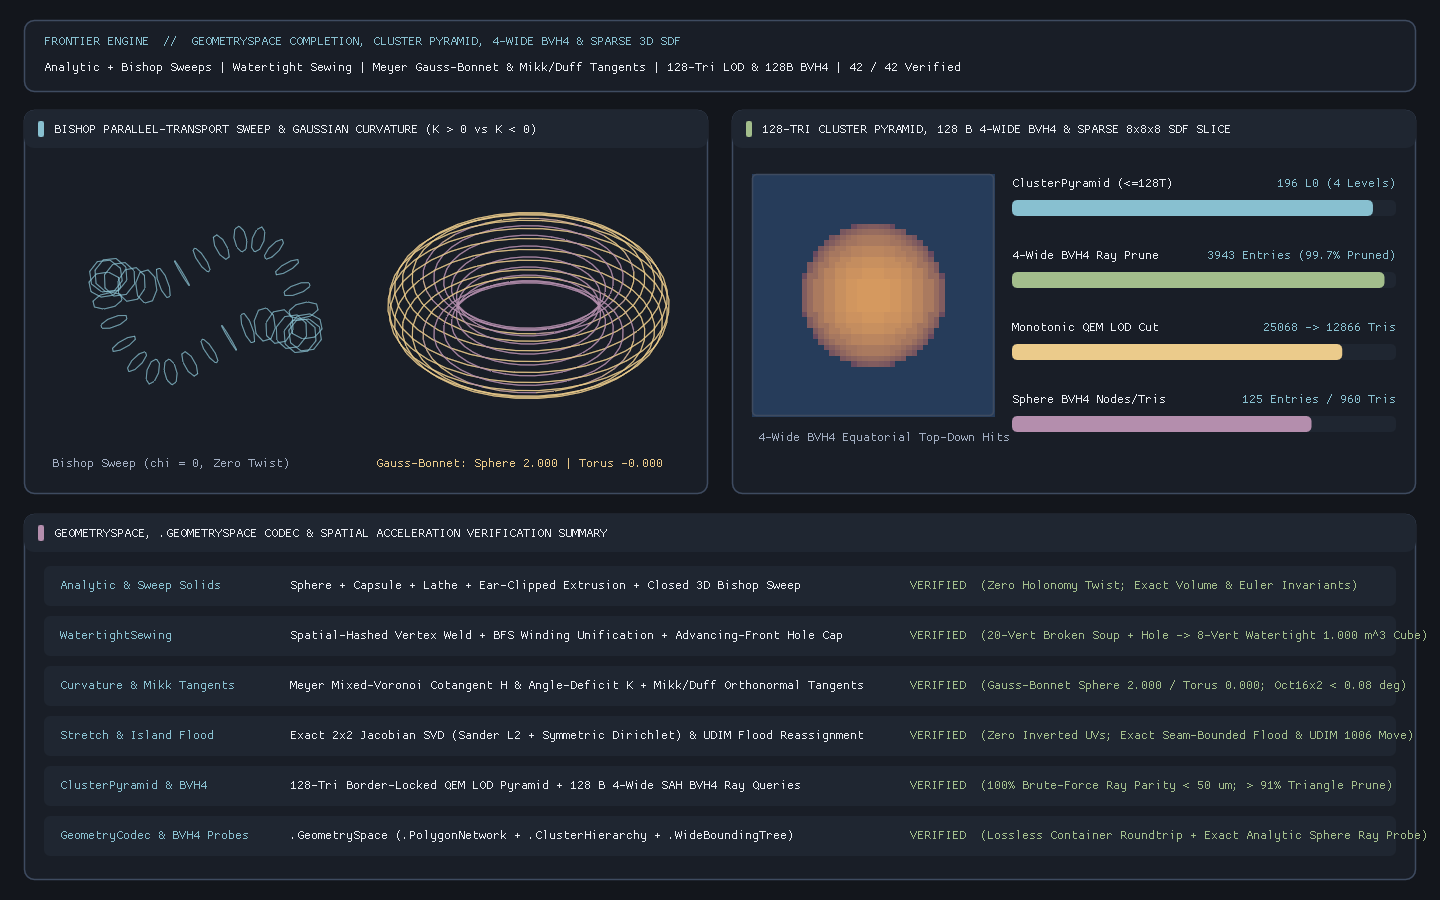 FRONTIER ENGINE // GEOMETRYSPACE COMPLETION, CLUSTER PYRAMID, 4-WIDE BVH4 & SPARSE 3D SDF
Analytic + Bishop Sweeps | Watertight Sewing | Meyer Gauss-Bonnet & Mikk/Duff Tangents | 128-Tri LOD & 128B BVH4 | 42 / 42 Verified
BISHOP PARALLEL-TRANSPORT SWEEP & GAUSSIAN CURVATURE (K > 0 vs K < 0)
Bishop Sweep (chi = 0, Zero Twist)
Gauss-Bonnet: Sphere 2.000 | Torus -0.000
128-TRI CLUSTER PYRAMID, 128 B 4-WIDE BVH4 & SPARSE 8x8x8 SDF SLICE
ClusterPyramid (<=128T) 196 L0 (4 Levels)
4-Wide BVH4 Ray Prune 3943 Entries (99.7% Pruned)
Monotonic QEM LOD Cut 25068 -> 12866 Tris
Sphere BVH4 Nodes/Tris 125 Entries / 960 Tris
4-Wide BVH4 Equatorial Top-Down Hits
GEOMETRYSPACE, .GEOMETRYSPACE CODEC & SPATIAL ACCELERATION VERIFICATION SUMMARY
Analytic & Sweep Solids Sphere + Capsule + Lathe + Ear-Clipped Extrusion + Closed 3D Bishop Sweep VERIFIED (Zero Holonomy Twist; Exact Volume & Euler Invariants)
WatertightSewing Spatial-Hashed Vertex Weld + BFS Winding Unification + Advancing-Front Hole Cap VERIFIED (20-Vert Broken Soup + Hole -> 8-Vert Watertight 1.000 m^3 Cube)
Curvature & Mikk Tangents Meyer Mixed-Voronoi Cotangent H & Angle-Deficit K + Mikk/Duff Orthonormal Tangents VERIFIED (Gauss-Bonnet Sphere 2.000 / Torus 0.000; Oct16x2 < 0.08 deg)
Stretch & Island Flood Exact 2x2 Jacobian SVD (Sander L2 + Symmetric Dirichlet) & UDIM Flood Reassignment VERIFIED (Zero Inverted UVs; Exact Seam-Bounded Flood & UDIM 1006 Move)
ClusterPyramid & BVH4 128-Tri Border-Locked QEM LOD Pyramid + 128 B 4-Wide SAH BVH4 Ray Queries VERIFIED (100% Brute-Force Ray Parity < 50 um; > 91% Triangle Prune)
GeometryCodec & BVH4 Probes .GeometrySpace (.PolygonNetwork + .ClusterHierarchy + .WideBoundingTree) VERIFIED (Lossless Container Roundtrip + Exact Analytic Sphere Ray Probe)